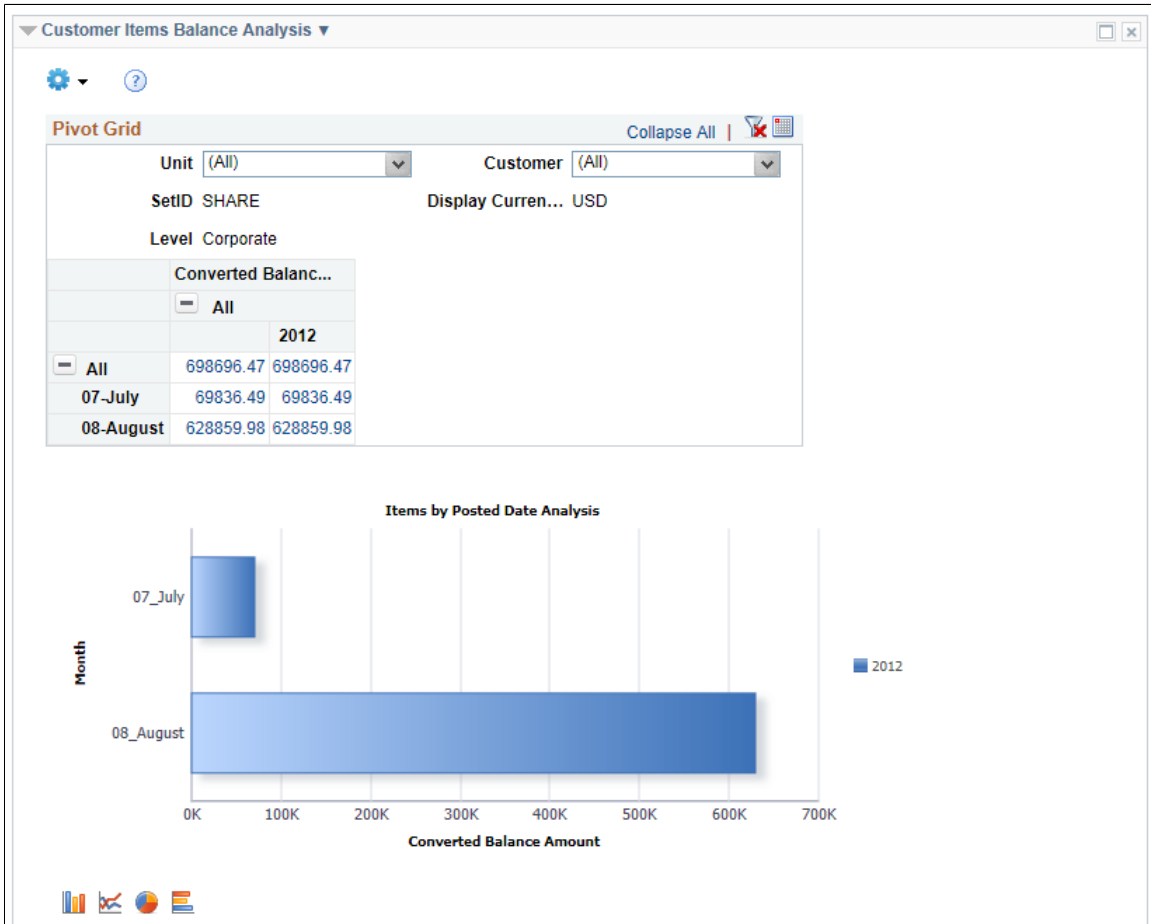 Customer Items Balance Analysis ▼
?
Pivot Grid Collapse All |
Unit (All) Customer (All)
SetID SHARE Display Curren... USD
Level Corporate
Converted Balanc...
All
2012
All 698696.47 698696.47
07-July 69836.49 69836.49
08-August 628859.98 628859.98
Items by Posted Date Analysis
07_July
Month
2012
08_August
0K 100K 200K 300K 400K 500K 600K 700K
Converted Balance Amount